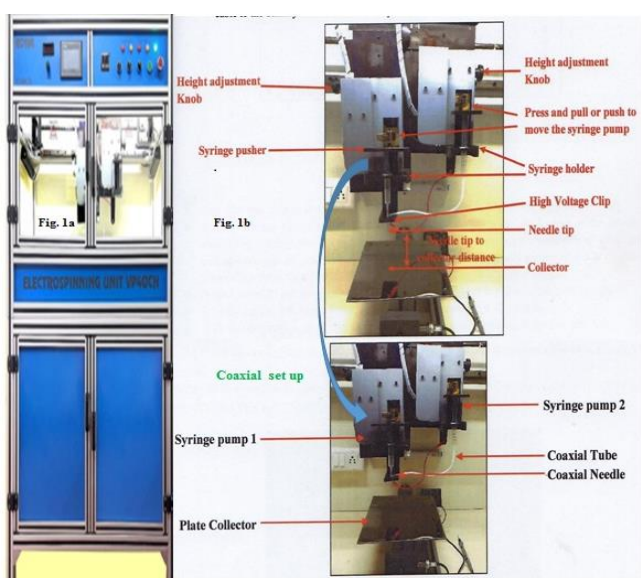 Height adjustment
Knob
Height adjustment
Knob
Press and pull or push to
move the syringe pump
Syringe pusher
Syringe holder
High Voltage Clip
Fig. 1a
Fig. 1b
Needle tip
Needle tip to
collector distance
Collector
ELECTROSPINNING UNIT
Coaxial set up
Syringe pump 2
Syringe pump 1
Coaxial Tube
Coaxial Needle
Plate Collector